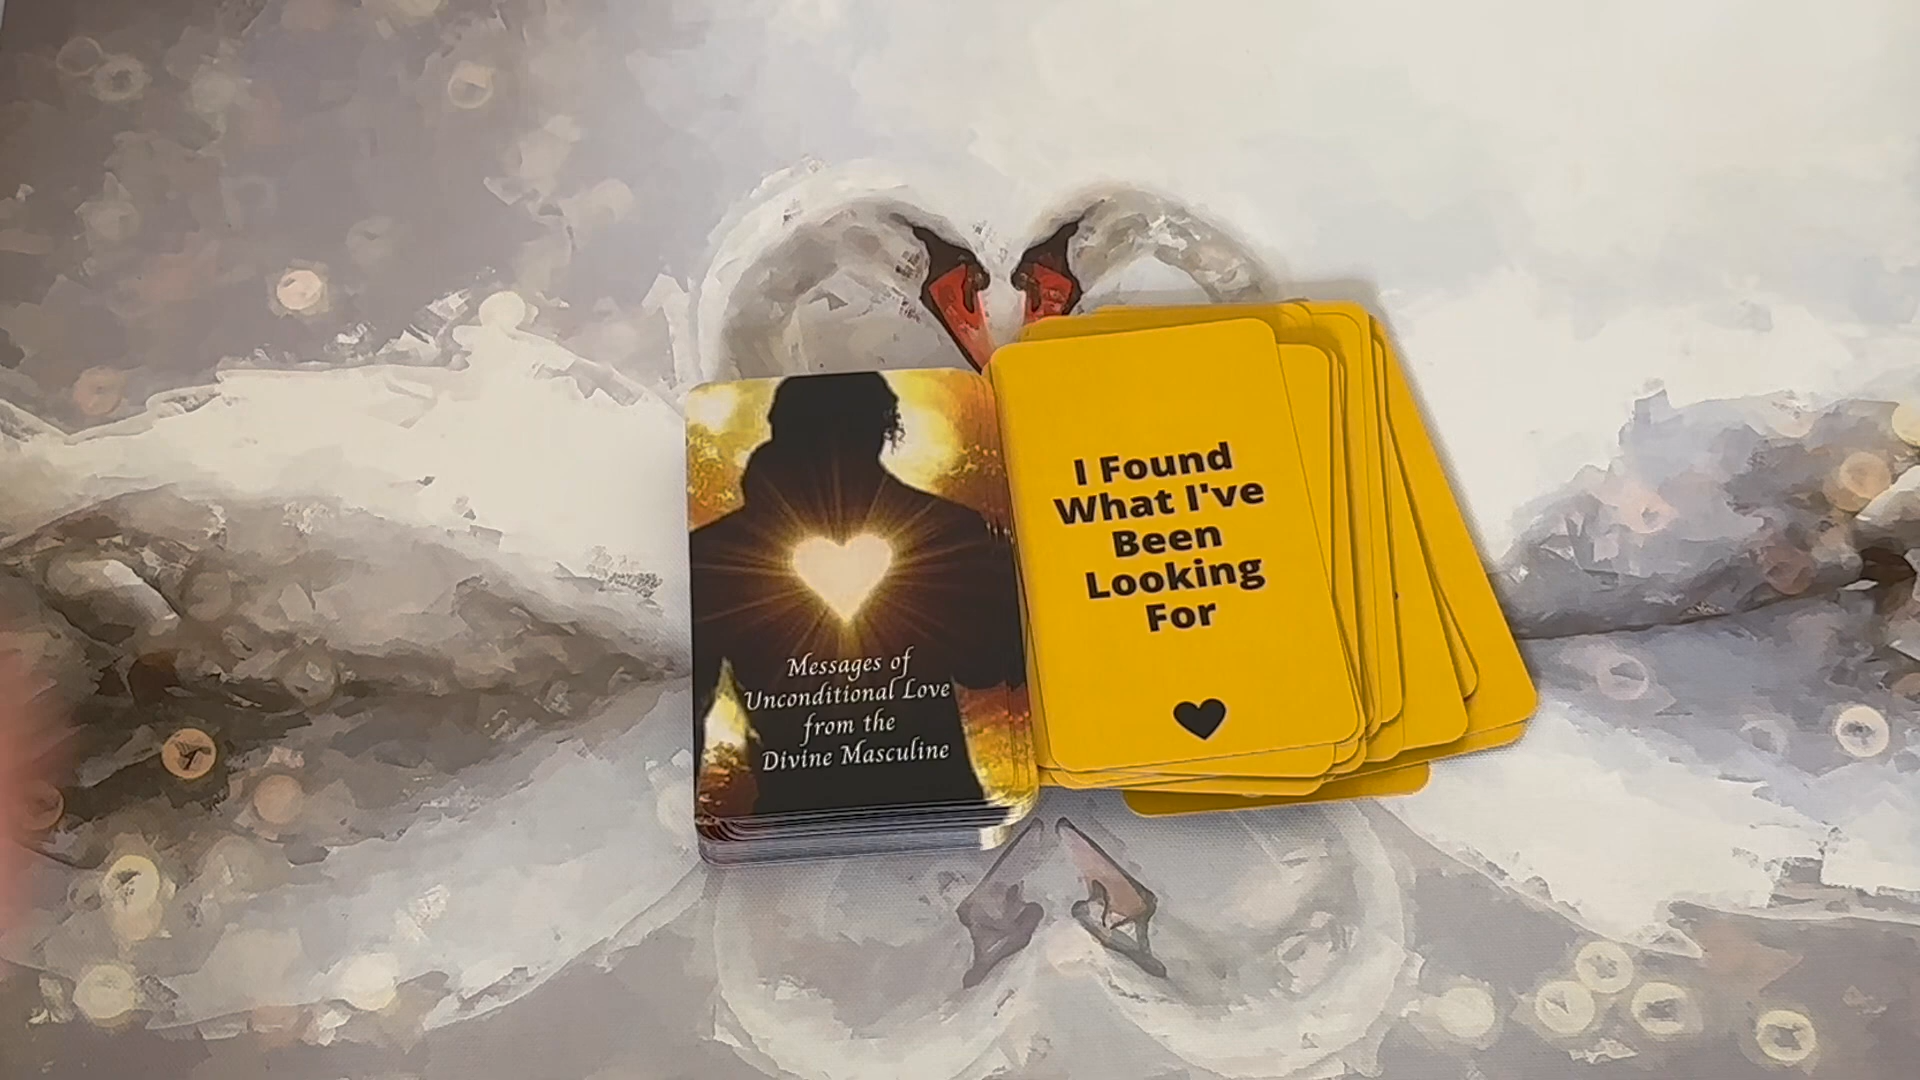 Messages of
Unconditional Love
from the
Divine Masculine
I Found
What I've
Been
Looking
For